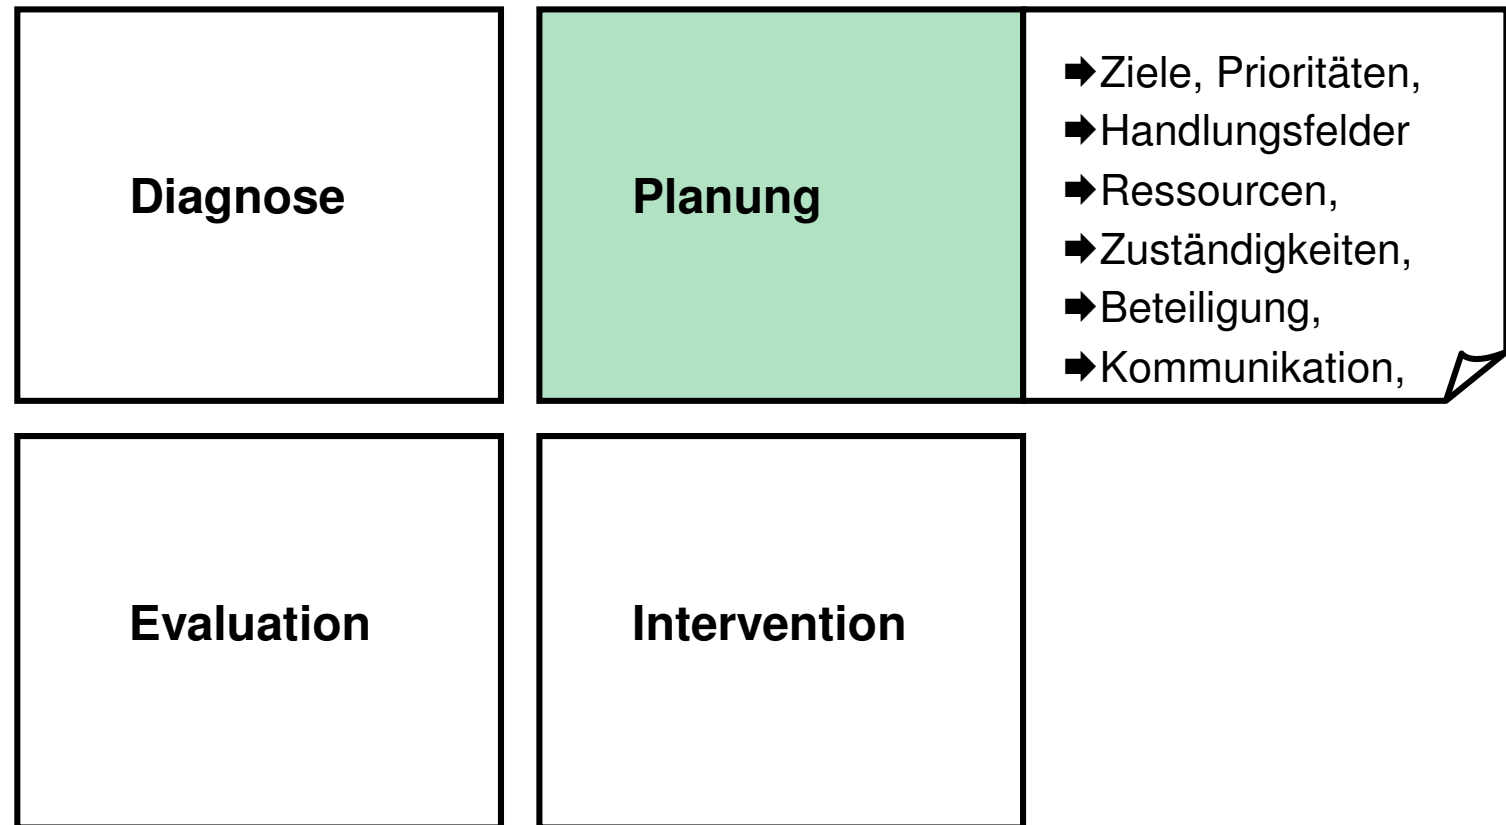 Diagnose
Planung
➡Ziele, Prioritäten,
➡Handlungsfelder
➡Ressourcen,
➡Zuständigkeiten,
➡Beteiligung,
➡Kommunikation,
Evaluation
Intervention